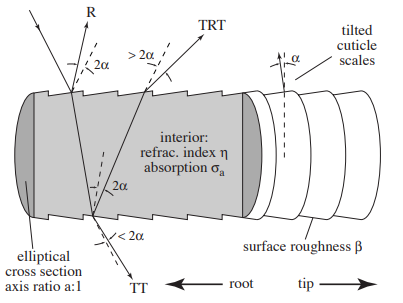 R
TRT
tilted
cuticle
scales
2α
> 2α
α
interior:
refrac. index η
absorption σa
2α
< 2α
elliptical
cross section
axis ratio a:1
TT
root
tip
surface roughness β